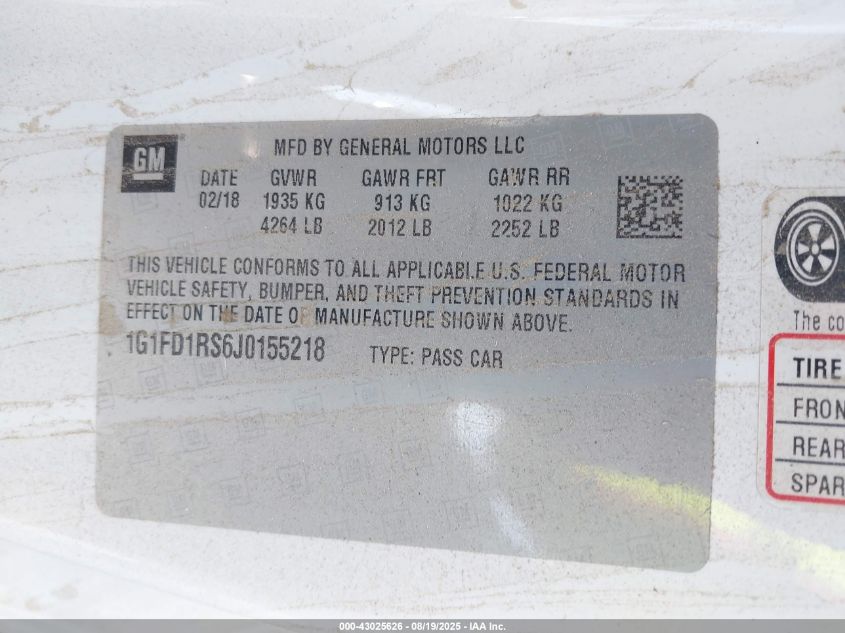 GM
MFD BY GENERAL MOTORS LLC
DATE GVWR GAWR FRT GAWR RR
02/18 1935 KG 913 KG 1022 KG
4264 LB 2012 LB 2252 LB
THIS VEHICLE CONFORMS TO ALL APPLICABLE U.S. FEDERAL MOTOR
VEHICLE SAFETY, BUMPER, AND THEFT PREVENTION STANDARDS IN
EFFECT ON THE DATE OF MANUFACTURE SHOWN ABOVE.
1G1FD1RS6J0155218 TYPE: PASS CAR
The co
TIRE
FRON
REAR
SPAR
000-43025626 - 08/19/2025 - IAA Inc.